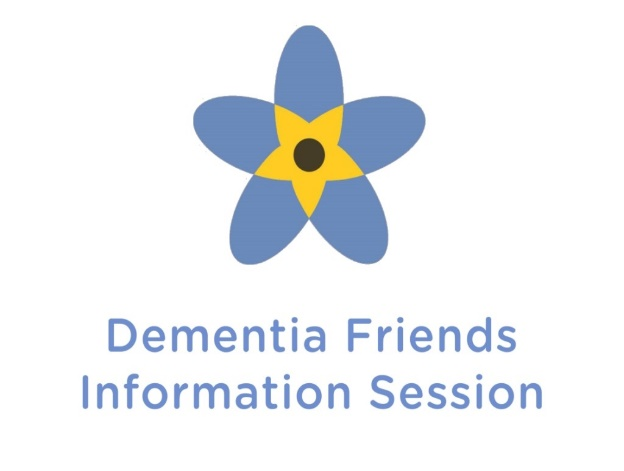 Dementia Friends
Information Session